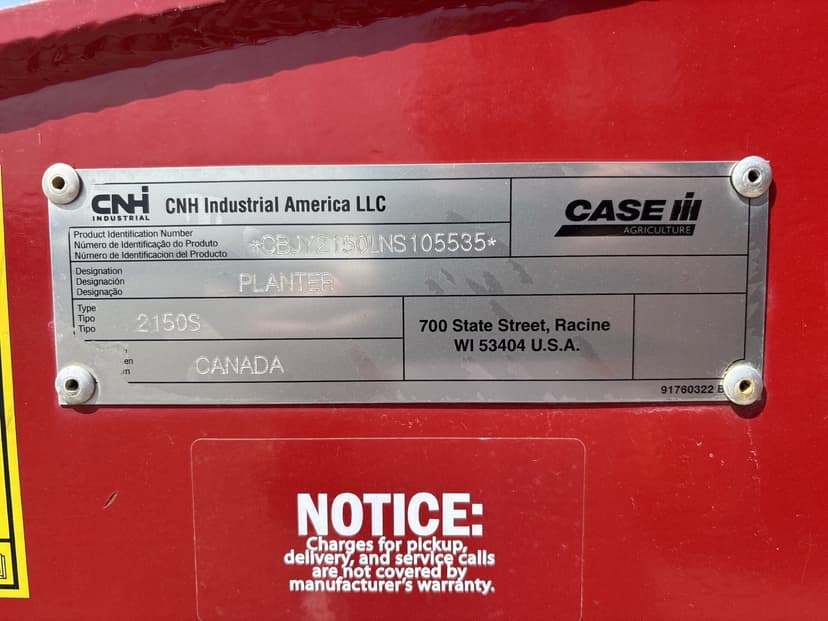 CNH INDUSTRIAL
CNH Industrial America LLC
CASE IH
AGRICULTURE
Product Identification Number
Número de Identificação do Produto
Número de Identificacion del Producto
*CBJY2150LNS105535*
Designation
Designación
Designação
PLANTER
Type
Tipo
Tipo
2150S
700 State Street, Racine
WI 53404 U.S.A.
en
CANADA
91760322
NOTICE:
Charges for pickup,
delivery, and service calls
are not covered by
manufacturer's warranty.